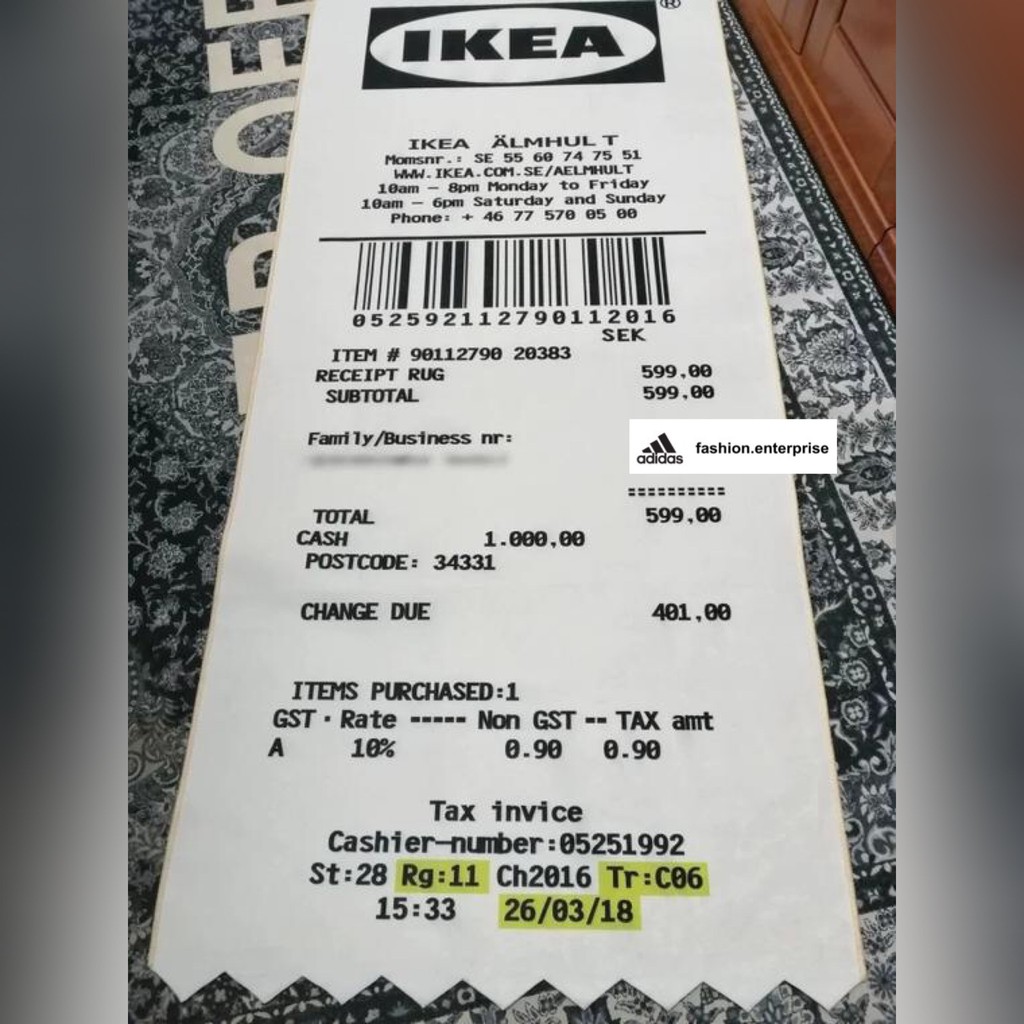 IKEA ®
IKEA ÄLMHULT
Momsnr.: SE 55 60 74 75 51
WWW.IKEA.COM.SE/AELMHULT
10am – 8pm Monday to Friday
10am – 6pm Saturday and Sunday
Phone: + 46 77 570 05 00
052592112790112016
SEK
ITEM # 90112790 20383
RECEIPT RUG 599,00
SUBTOTAL 599,00
Family/Business nr:
adidas fashion.enterprise
==========
TOTAL 599,00
CASH 1.000,00
POSTCODE: 34331
CHANGE DUE 401,00
ITEMS PURCHASED:1
GST · Rate ----- Non GST -- TAX amt
A 10% 0.90 0.90
Tax invice
Cashier-number:05251992
St:28 Rg:11 Ch2016 Tr:C06
15:33 26/03/18